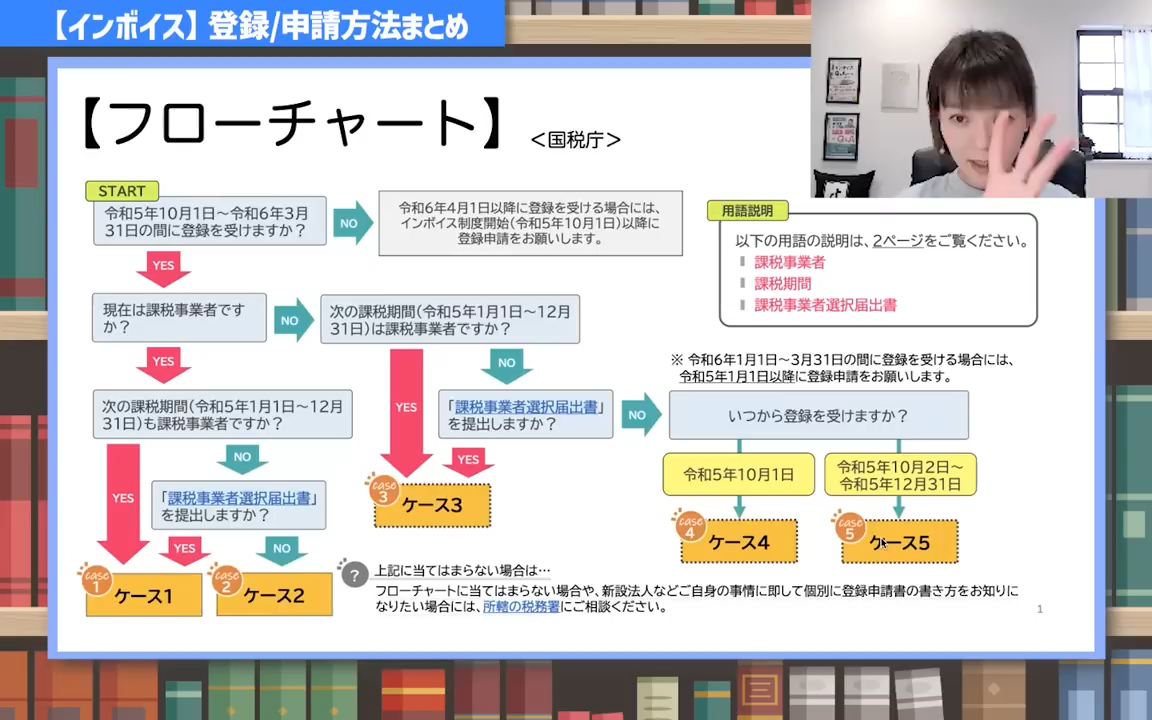 【インボイス】登録/申請方法まとめ
【フローチャート】
＜国税庁＞
START
令和5年10月1日～令和6年3月
31日の間に登録を受けますか？
NO
令和6年4月1日以降に登録を受ける場合には、
インボイス制度開始（令和5年10月1日）以降に
登録申請をお願いします。
用語説明
以下の用語の説明は、2ページをご覧ください。
課税事業者
課税期間
課税事業者選択届出書
YES
現在は課税事業者です
か？
NO
次の課税期間（令和5年1月1日～12月
31日）は課税事業者ですか？
YES
NO
※ 令和6年1月1日～3月31日の間に登録を受ける場合には、
令和5年1月1日以降に登録申請をお願いします。
次の課税期間（令和5年1月1日～12月
31日）も課税事業者ですか？
YES
「課税事業者選択届出書」
を提出しますか？
NO
いつから登録を受けますか？
NO
YES
令和5年10月1日
令和5年10月2日～
令和5年12月31日
YES
「課税事業者選択届出書」
を提出しますか？
case
3
ケース3
case
4
ケース4
case
5
ケース5
YES
NO
case
1
ケース1
case
2
ケース2
?
上記に当てはまらない場合は…
フローチャートに当てはまらない場合や、新設法人などご自身の事情に即して個別に登録申請書の書き方をお知りに
なりたい場合には、所轄の税務署にご相談ください。
1